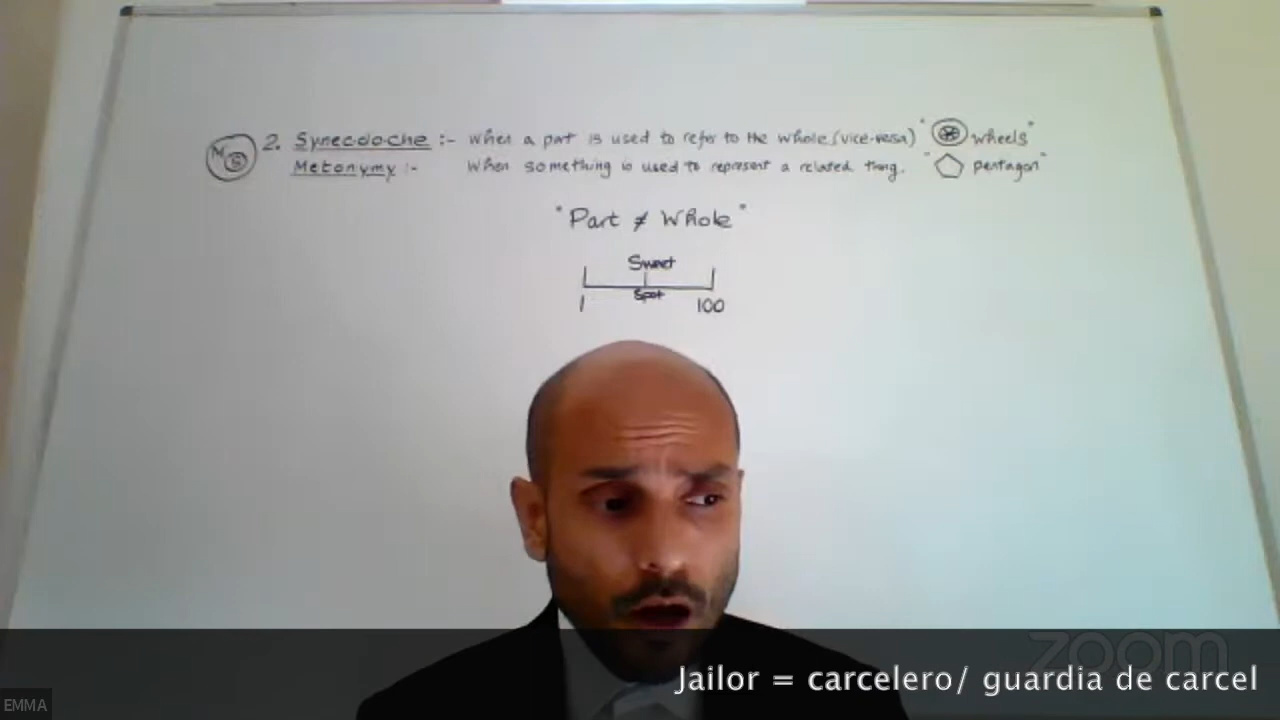 M S
2. Synecdoche :- When a part is used to refer to the whole (vice-versa) " wheels"
Metonymy :- When something is used to represent a related thing. " pentagon"
"Part ≠ Whole"
Sweet
Spot
1 100
zoom
Jailor = carcelero/ guardia de carcel
EMMA